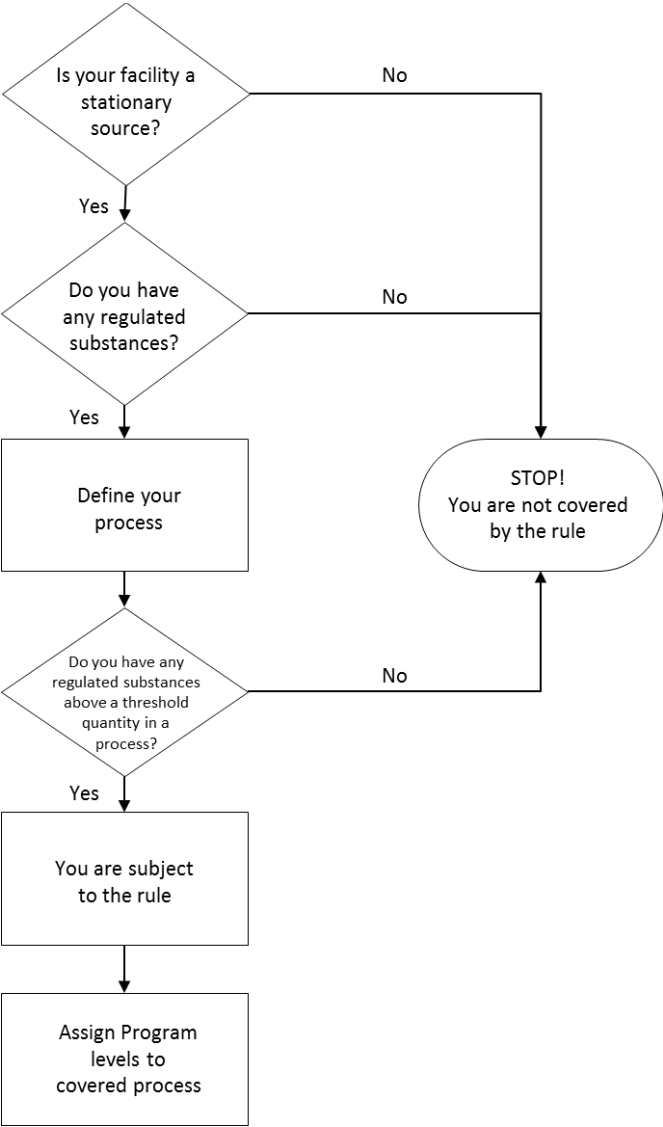 Is your facility a
stationary
source?
No
Yes
Do you have
any regulated
substances?
No
Yes
Define your
process
STOP!
You are not covered
by the rule
Do you have any
regulated substances
above a threshold
quantity in a
process?
No
Yes
You are subject
to the rule
Assign Program
levels to
covered process